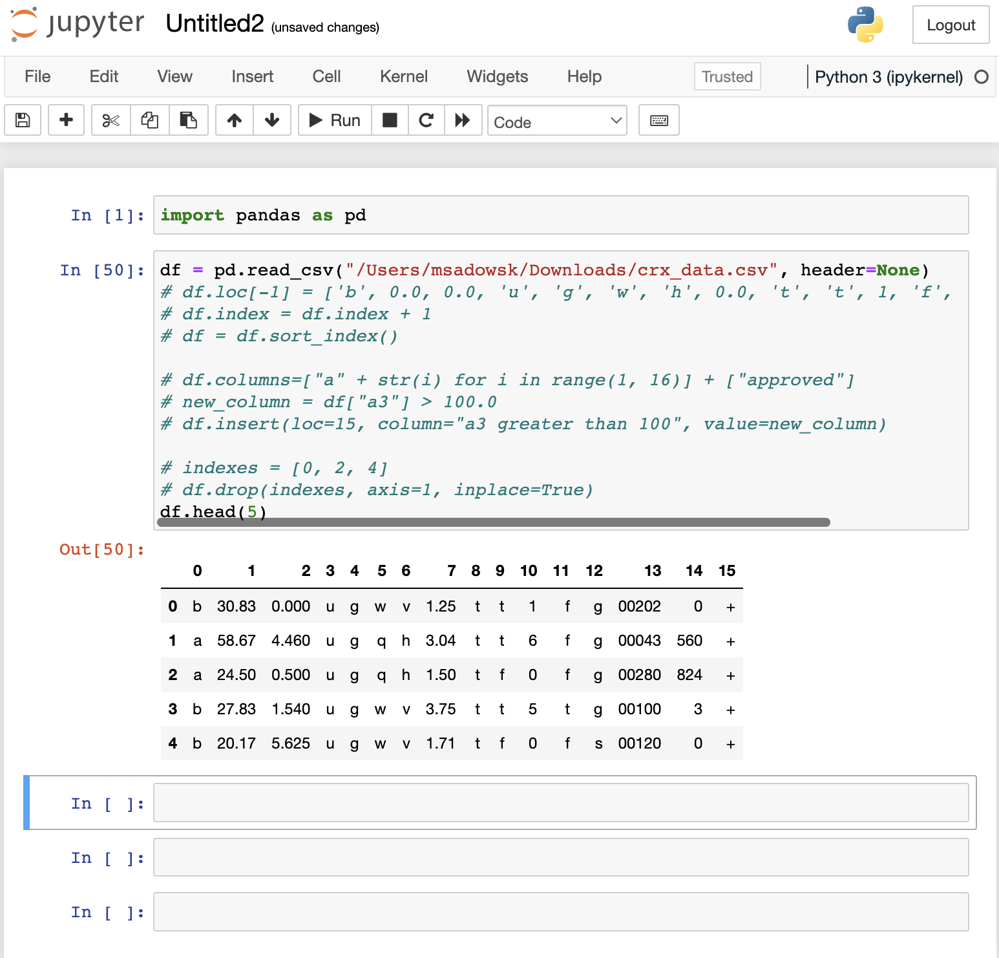 jupyter Untitled2 (unsaved changes) Logout
File Edit View Insert Cell Kernel Widgets Help Trusted Python 3 (ipykernel)
Run Code
In [1]: import pandas as pd
In [50]: df = pd.read_csv("/Users/msadowsk/Downloads/crx_data.csv", header=None)
# df.loc[-1] = ['b', 0.0, 0.0, 'u', 'g', 'w', 'h', 0.0, 't', 't', 1, 'f',
# df.index = df.index + 1
# df = df.sort_index()
# df.columns=["a" + str(i) for i in range(1, 16)] + ["approved"]
# new_column = df["a3"] > 100.0
# df.insert(loc=15, column="a3 greater than 100", value=new_column)
# indexes = [0, 2, 4]
# df.drop(indexes, axis=1, inplace=True)
df.head(5)
Out[50]:
0 1 2 3 4 5 6 7 8 9 10 11 12 13 14 15
0 b 30.83 0.000 u g w v 1.25 t t 1 f g 00202 0 +
1 a 58.67 4.460 u g q h 3.04 t t 6 f g 00043 560 +
2 a 24.50 0.500 u g q h 1.50 t f 0 f g 00280 824 +
3 b 27.83 1.540 u g w v 3.75 t t 5 t g 00100 3 +
4 b 20.17 5.625 u g w v 1.71 t f 0 f s 00120 0 +
In [ ]:
In [ ]:
In [ ]: